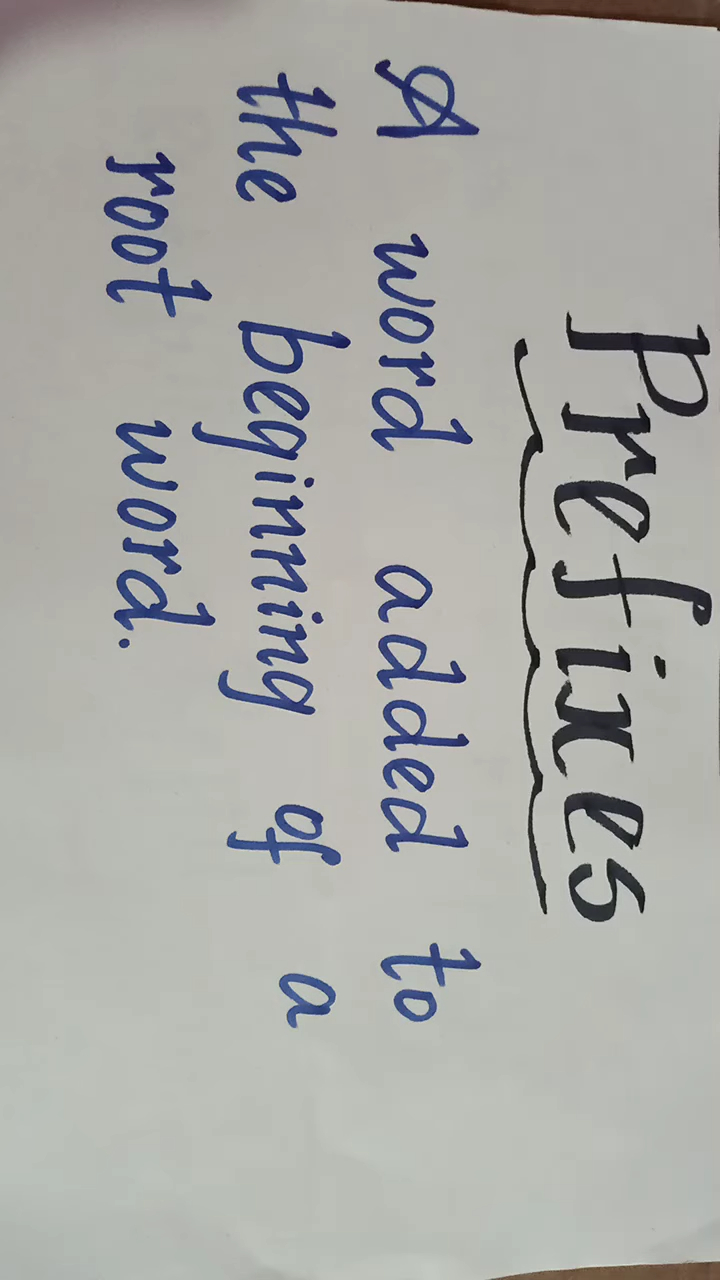 Prefixes
A word added to
the beginning of a
root word.